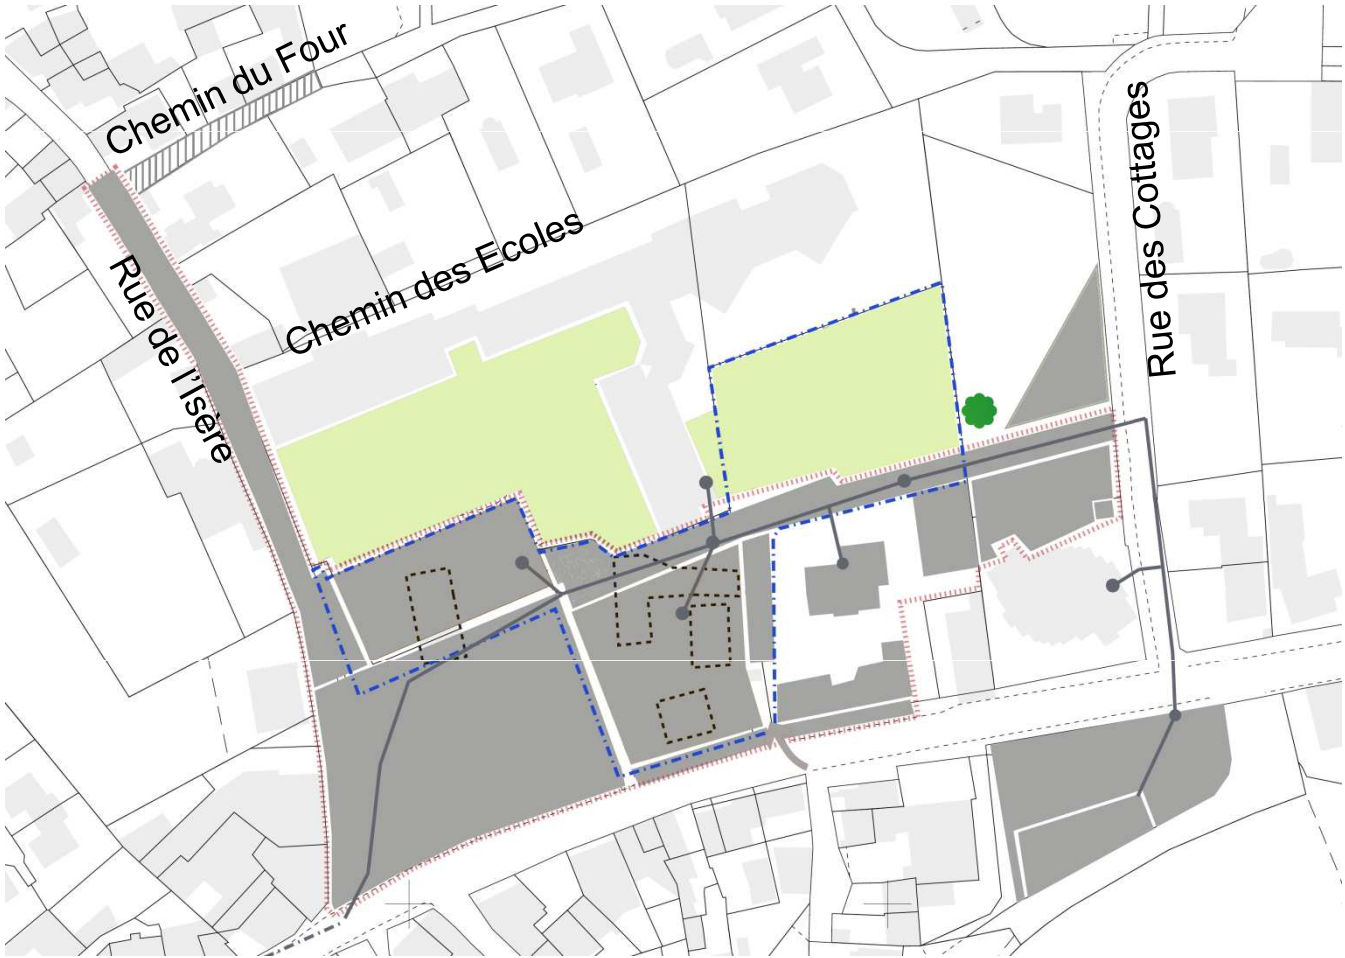 Chemin du Four
Chemin des Ecoles
Rue de l'Isère
Rue des Cottages